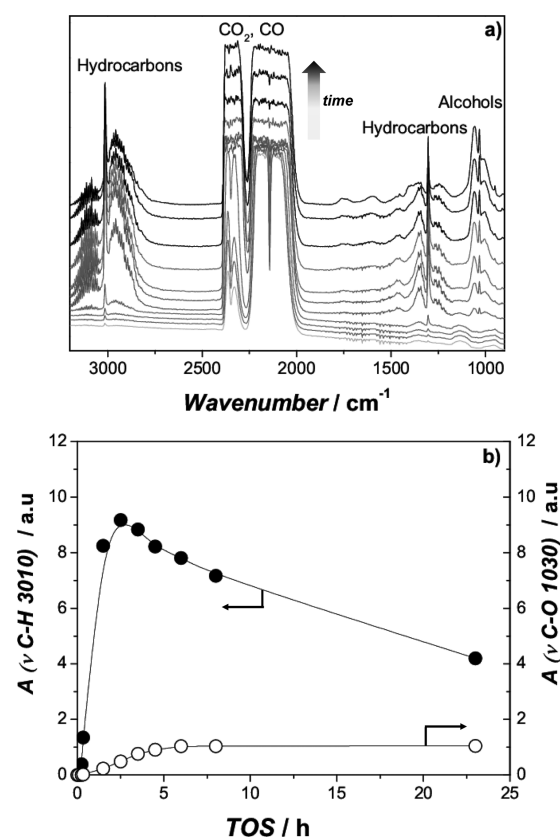 a)
CO2, CO
Hydrocarbons
time
Alcohols
Hydrocarbons
3000 2500 2000 1500 1000
Wavenumber / cm-1
b)
12 12
10 10
8 8
6 6
4 4
2 2
0 0
A (ν C-H 3010) / a.u
A (ν C-O 1030) / a.u
0 5 10 15 20 25
TOS / h